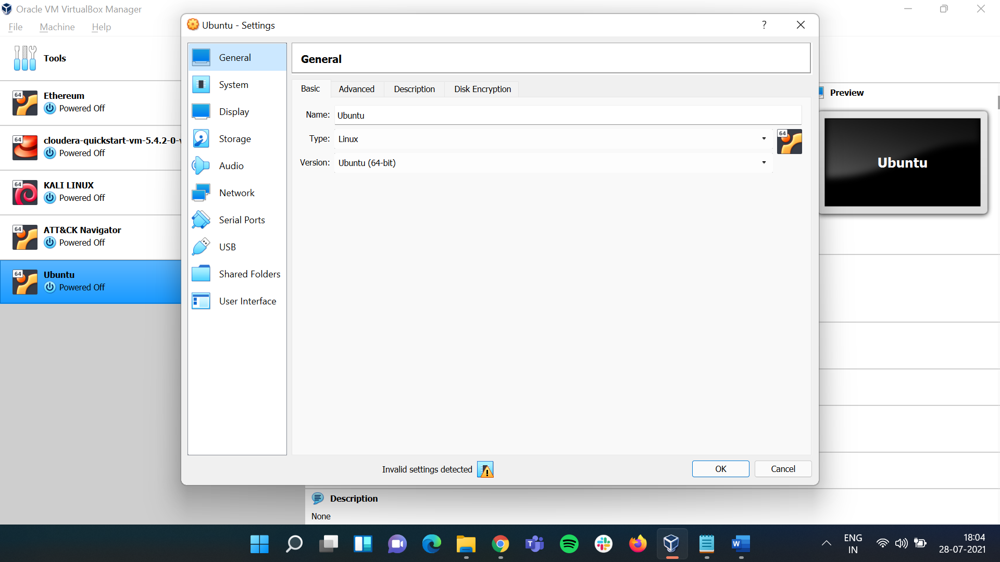 Oracle VM VirtualBox Manager
File Machine Help
Tools
64
Ethereum
Powered Off
64
cloudera-quickstart-vm-5.4.2-0-v
Powered Off
64
KALI LINUX
Powered Off
64
ATT&CK Navigator
Powered Off
64
Ubuntu
Powered Off
Ubuntu - Settings
?
General
System
Display
Storage
Audio
Network
Serial Ports
USB
Shared Folders
User Interface
General
Basic Advanced Description Disk Encryption
Name: Ubuntu
Type: Linux
64
Version: Ubuntu (64-bit)
Invalid settings detected
OK Cancel
Preview
Ubuntu
Description
None
ENG
IN
18:04
28-07-2021